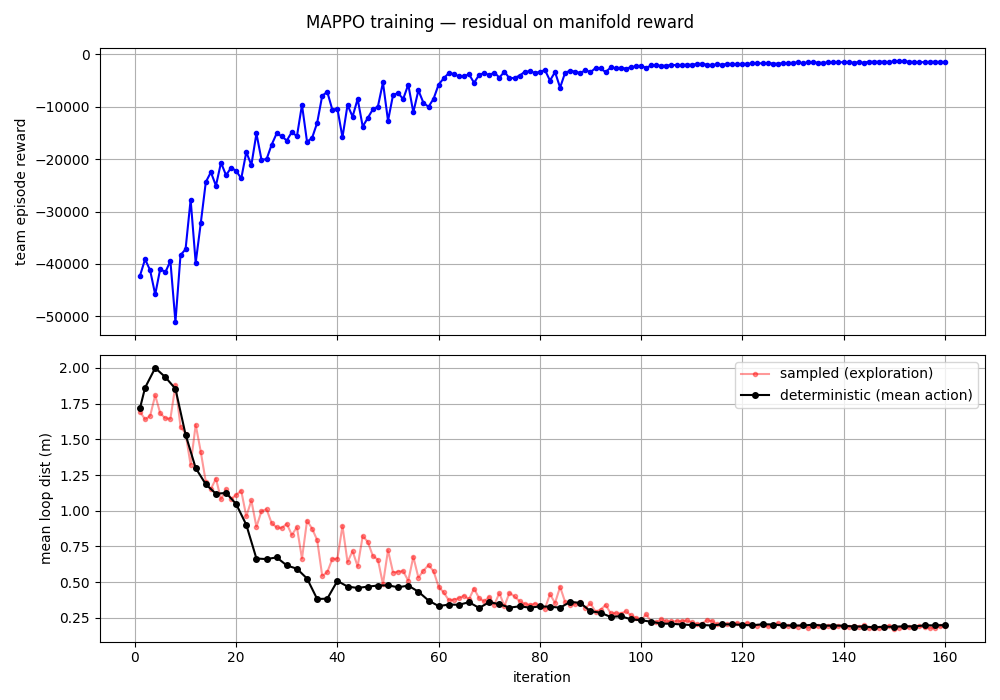 MAPPO training — residual on manifold reward
0
−10000
−20000
−30000
−40000
−50000
team episode reward
2.00
1.75
1.50
1.25
1.00
0.75
0.50
0.25
mean loop dist (m)
sampled (exploration)
deterministic (mean action)
0 20 40 60 80 100 120 140 160
iteration